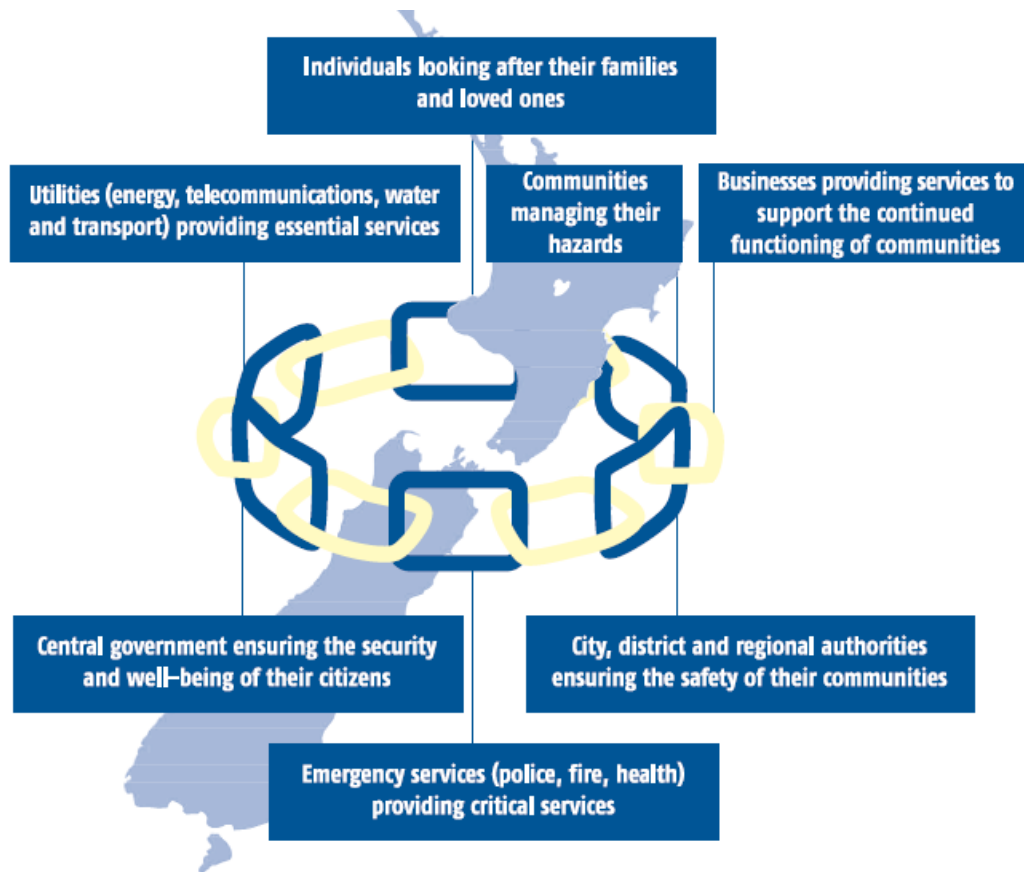 Individuals looking after their families
and loved ones
Utilities (energy, telecommunications, water
and transport) providing essential services
Communities
managing their
hazards
Businesses providing services to
support the continued
functioning of communities
Central government ensuring the security
and well–being of their citizens
City, district and regional authorities
ensuring the safety of their communities
Emergency services (police, fire, health)
providing critical services